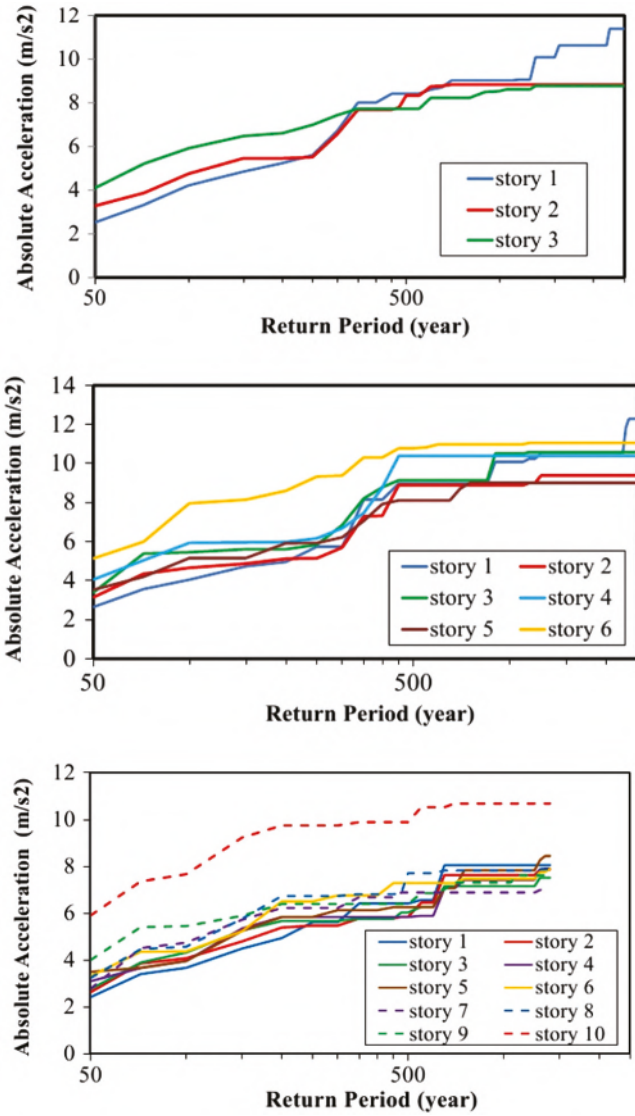 Absolute Acceleration (m/s2)
12
10
8
6
4
2
0
story 1
story 2
story 3
50
500
Return Period (year)
Absolute Acceleration (m/s2)
14
12
10
8
6
4
2
0
story 1 story 2
story 3 story 4
story 5 story 6
50
500
Return Period (year)
Absolute Acceleration (m/s2)
12
10
8
6
4
2
0
story 1 story 2
story 3 story 4
story 5 story 6
story 7 story 8
story 9 story 10
50
500
Return Period (year)